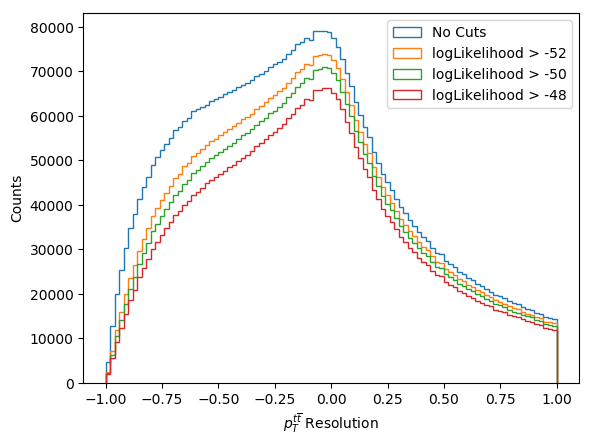 80000
70000
60000
50000
40000
30000
20000
10000
0
Counts
No Cuts
logLikelihood > -52
logLikelihood > -50
logLikelihood > -48
−1.00 −0.75 −0.50 −0.25 0.00 0.25 0.50 0.75 1.00
$p_T^{t\overline{t}}$ Resolution